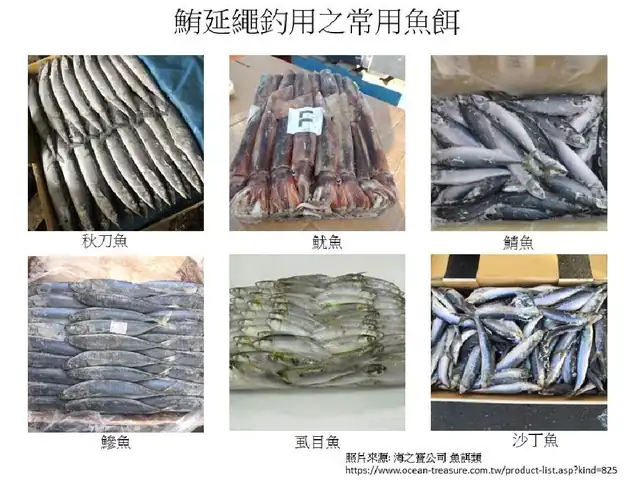 鮪延繩釣用之常用魚餌
秋刀魚
魷魚
鯖魚
鰺魚
虱目魚
沙丁魚
照片來源: 海之寶公司 魚餌類
https://www.ocean-treasure.com.tw/product-list.asp?kind=825